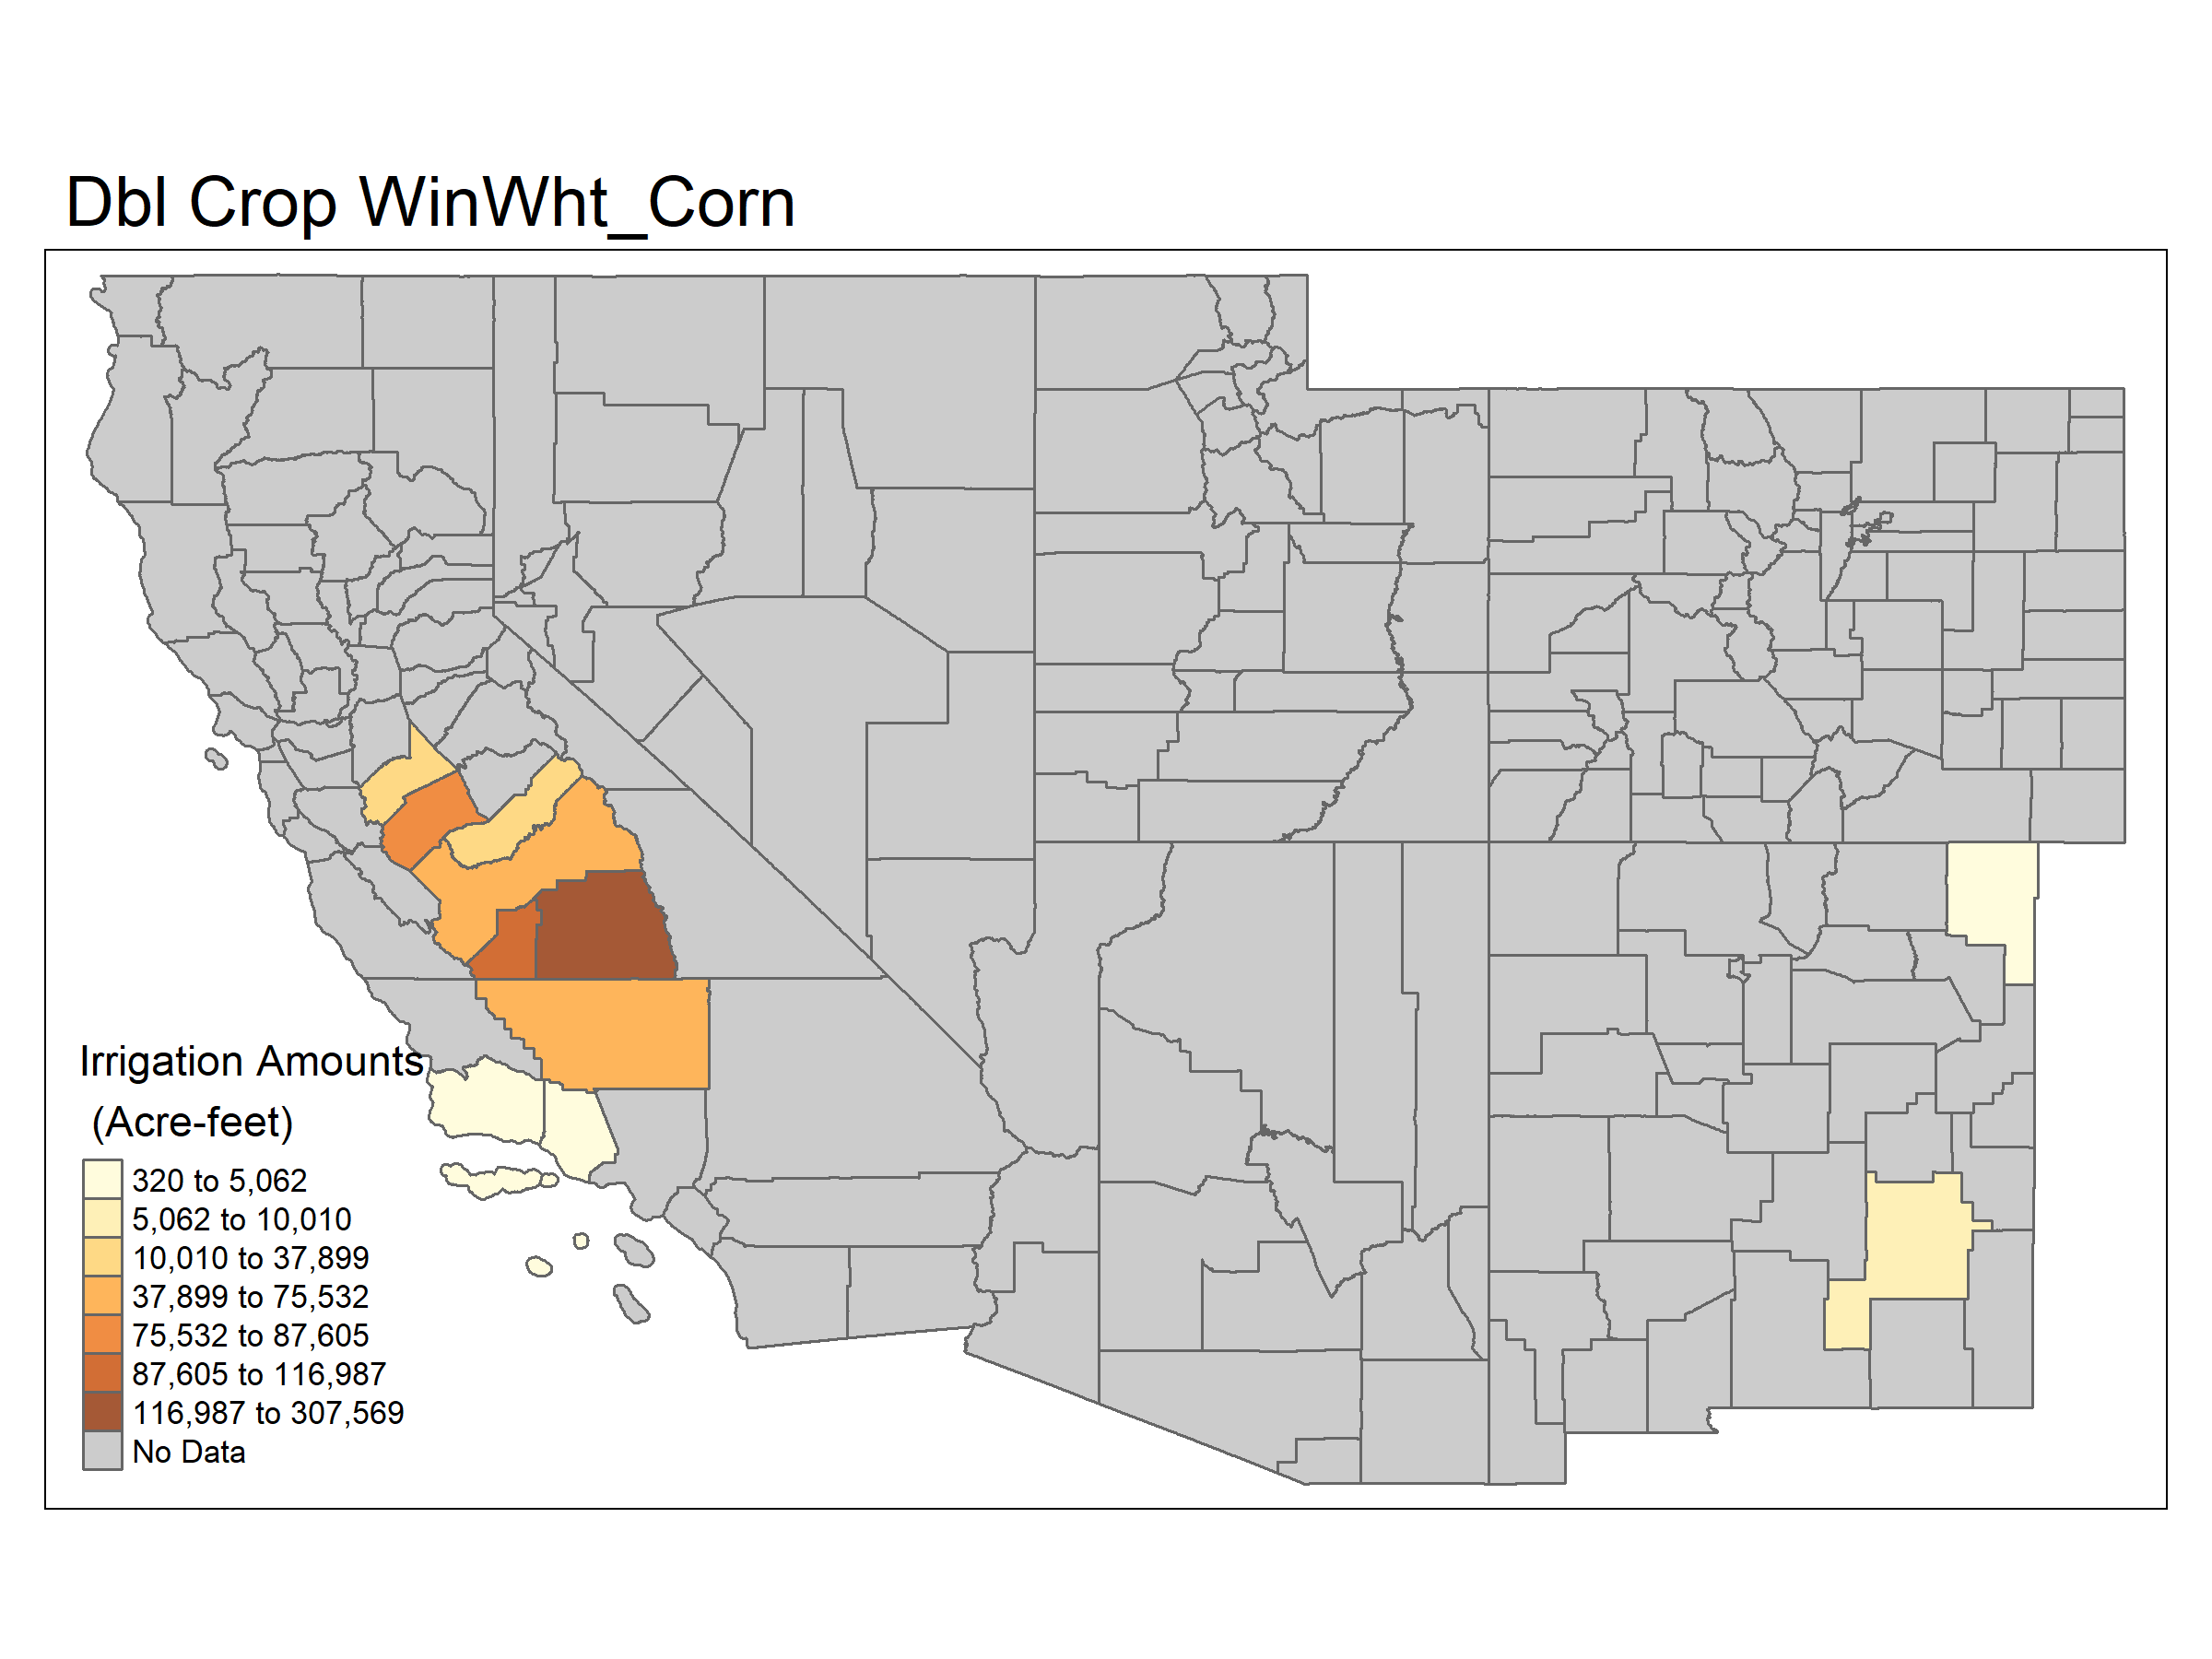 Dbl Crop WinWht_Corn
Irrigation Amounts
(Acre-feet)
320 to 5,062
5,062 to 10,010
10,010 to 37,899
37,899 to 75,532
75,532 to 87,605
87,605 to 116,987
116,987 to 307,569
No Data